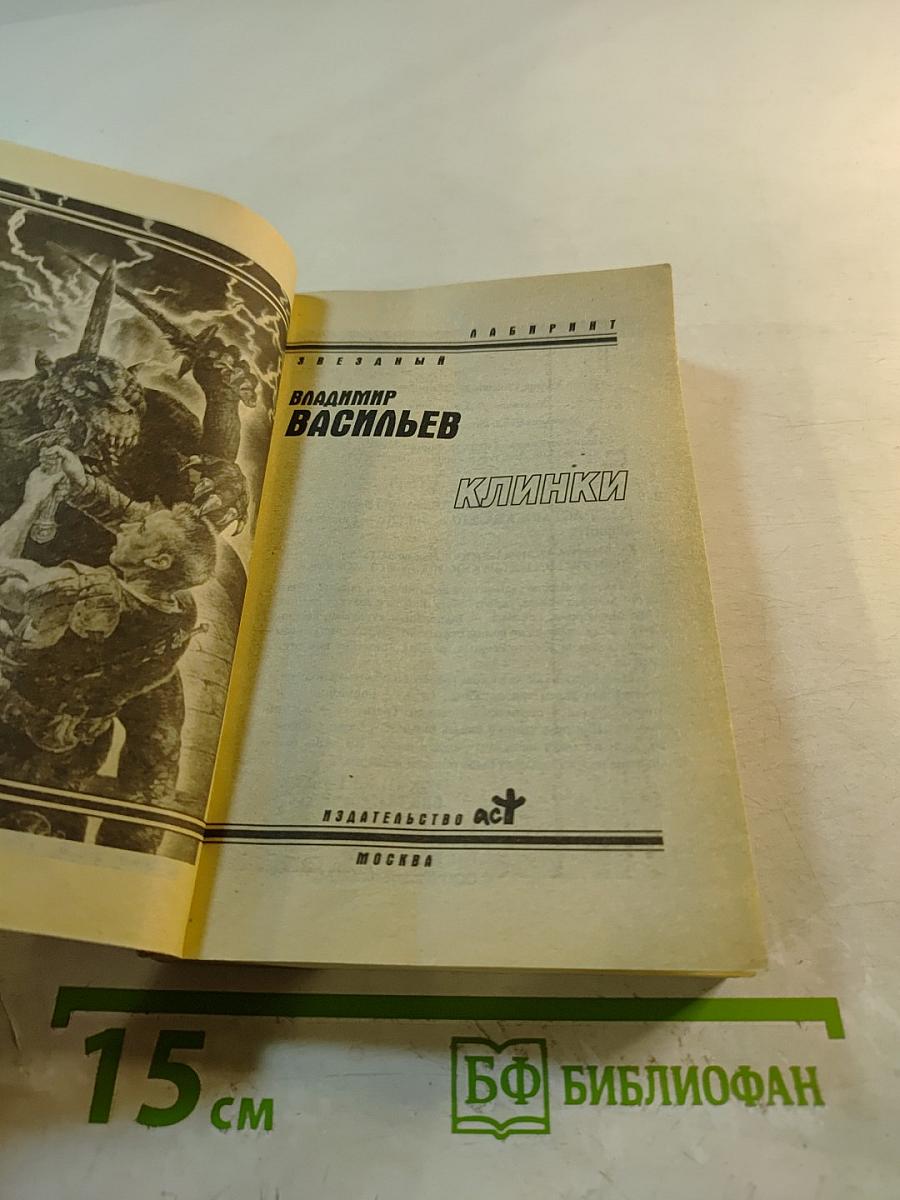 ЗВЕЗДНЫЙ ЛАБИРИНТ
ВЛАДИМИР
ВАСИЛЬЕВ
КЛИНКИ
ИЗДАТЕЛЬСТВО аст
МОСКВА
15 см
БФ БИБЛИОФАН